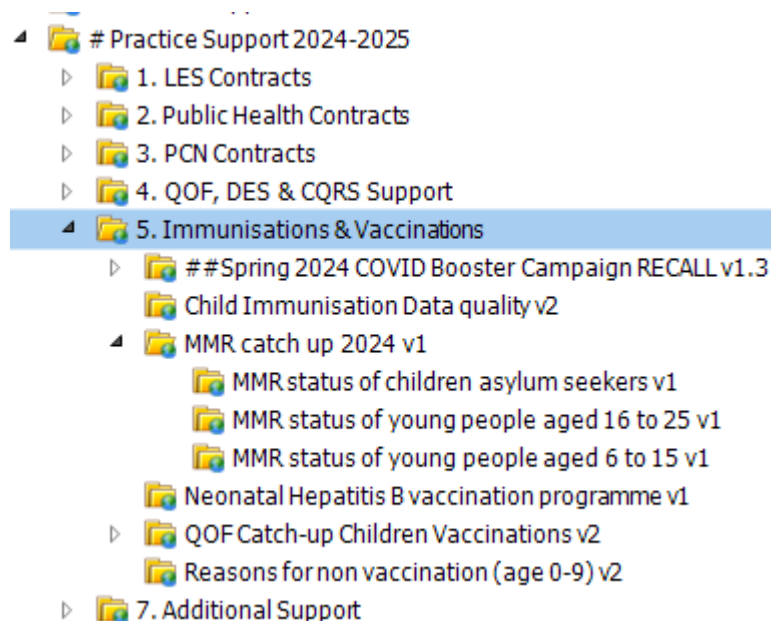 # Practice Support 2024-2025
1. LES Contracts
2. Public Health Contracts
3. PCN Contracts
4. QOF, DES & CQRS Support
5. Immunisations & Vaccinations
##Spring 2024 COVID Booster Campaign RECALL v1.3
Child Immunisation Data quality v2
MMR catch up 2024 v1
MMR status of children asylum seekers v1
MMR status of young people aged 16 to 25 v1
MMR status of young people aged 6 to 15 v1
Neonatal Hepatitis B vaccination programme v1
QOF Catch-up Children Vaccinations v2
Reasons for non vaccination (age 0-9) v2
7. Additional Support